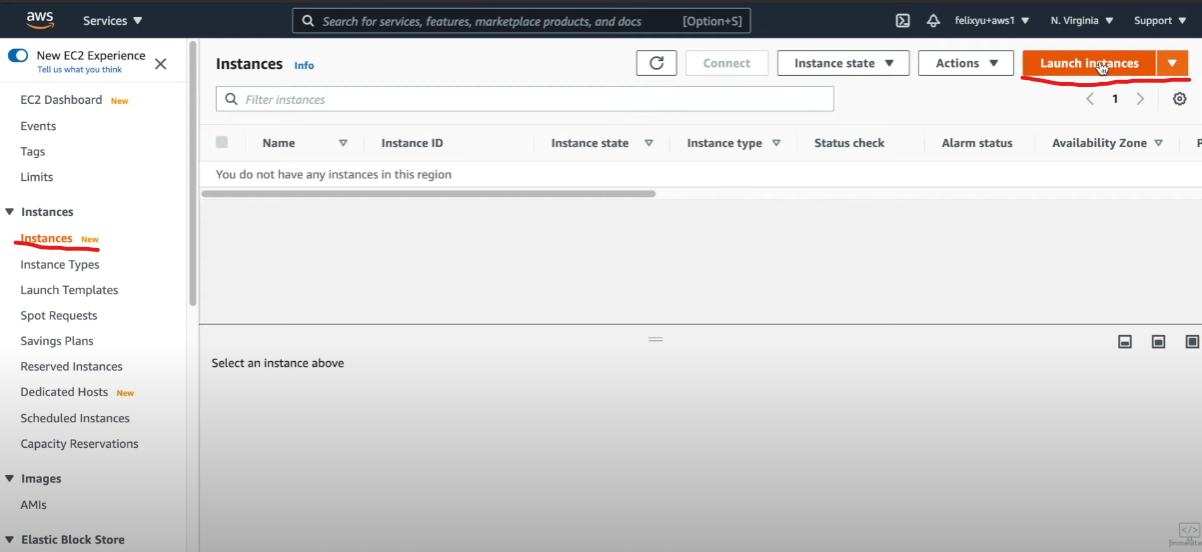 aws
Services
Search for services, features, marketplace products, and docs
[Option+S]
felixyu+aws1
N. Virginia
Support
New EC2 Experience
Tell us what you think
EC2 Dashboard New
Events
Tags
Limits
Instances
Instances New
Instance Types
Launch Templates
Spot Requests
Savings Plans
Reserved Instances
Dedicated Hosts New
Scheduled Instances
Capacity Reservations
Images
AMIs
Elastic Block Store
Instances Info
Connect
Instance state
Actions
Launch instances
Filter instances
1
Name
Instance ID
Instance state
Instance type
Status check
Alarm status
Availability Zone
P
You do not have any instances in this region
Select an instance above